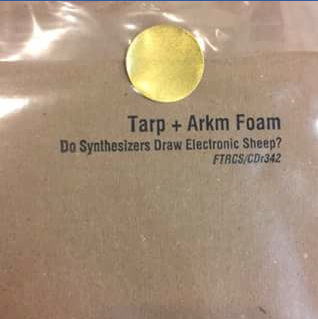 Tarp + Arkm Foam
Do Synthesizers Draw Electronic Sheep?
FTRCS/CDr342